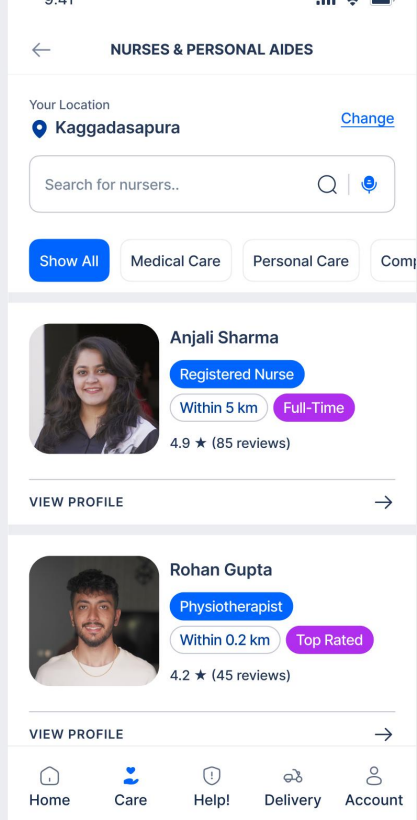 9:41
NURSES & PERSONAL AIDES
Your Location
Kaggadasapura
Change
Search for nursers..
Show All
Medical Care
Personal Care
Anjali Sharma
Registered Nurse
Within 5 km
Full-Time
4.9 ★ (85 reviews)
VIEW PROFILE
Rohan Gupta
Physiotherapist
Within 0.2 km
Top Rated
4.2 ★ (45 reviews)
VIEW PROFILE
Home
Care
Help!
Delivery
Account